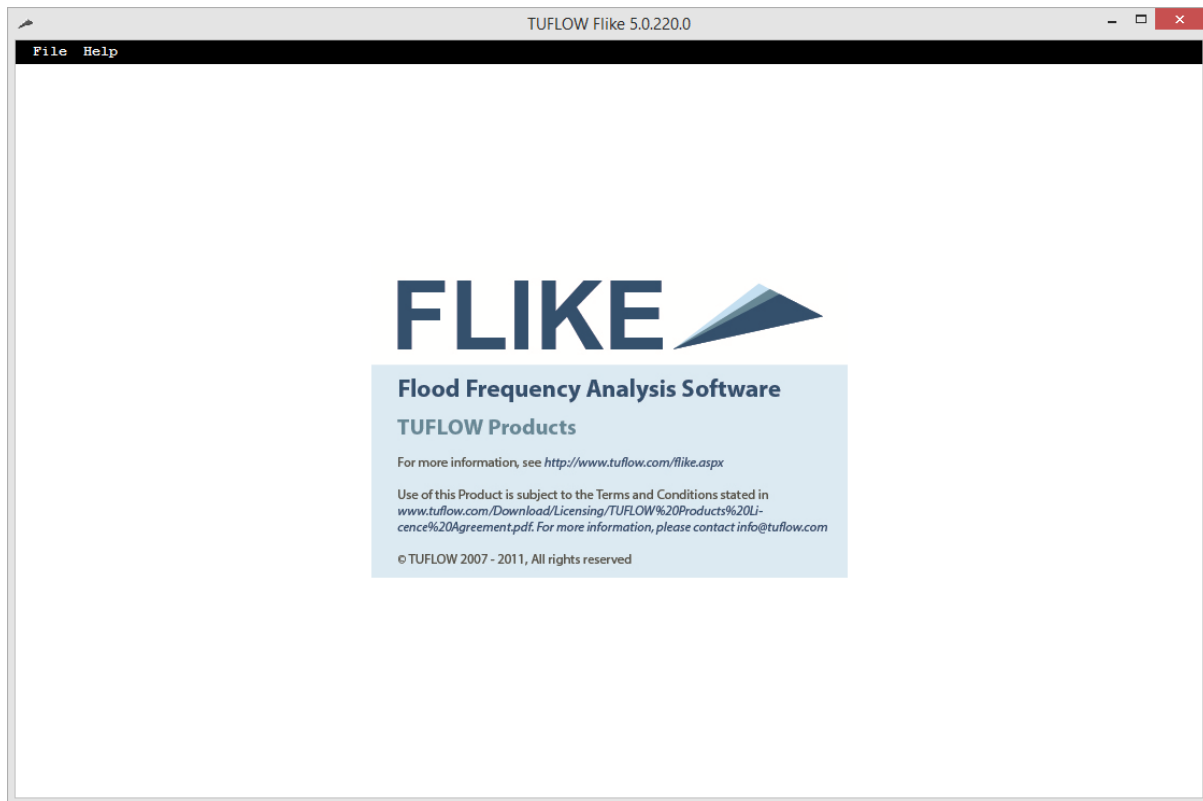 TUFLOW Flike 5.0.220.0
File Help
FLIKE
Flood Frequency Analysis Software
TUFLOW Products
For more information, see http://www.tuflow.com/flike.aspx
Use of this Product is subject to the Terms and Conditions stated in
www.tuflow.com/Download/Licensing/TUFLOW%20Products%20Li-
cence%20Agreement.pdf. For more information, please contact info@tuflow.com
© TUFLOW 2007 - 2011, All rights reserved